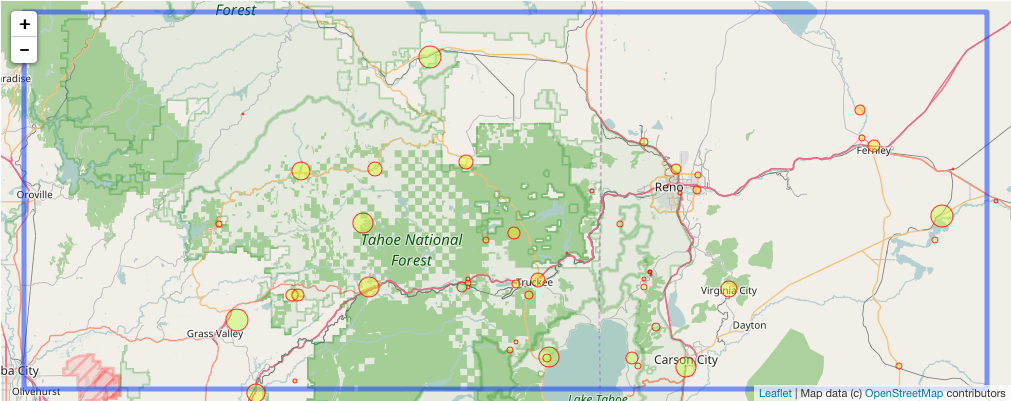 Forest
+
−
aradise
Fernley
Oroville
Reno
Tahoe National
Forest
Truckee
Virginia City
Grass Valley
Dayton
Carson City
ba City
Olivehurst
Lake Tahoe
Leaflet | Map data (c) OpenStreetMap contributors